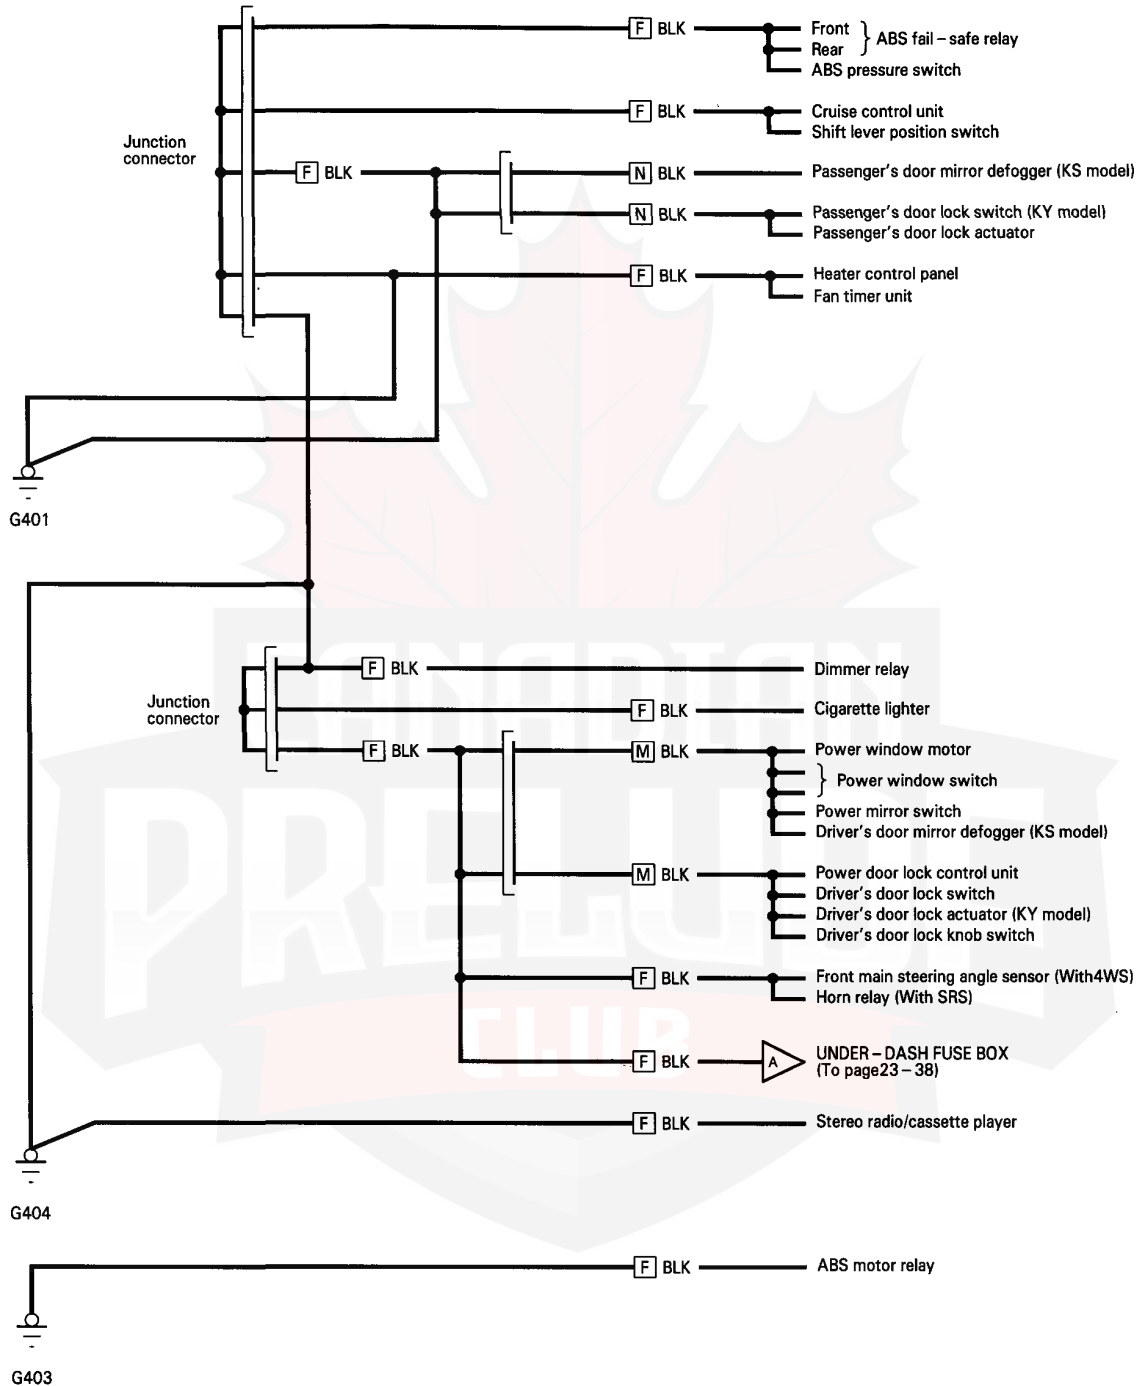 F BLK
Front
Rear
ABS fail – safe relay
ABS pressure switch
F BLK
Cruise control unit
Shift lever position switch
Junction
connector
F BLK
N BLK
Passenger's door mirror defogger (KS model)
N BLK
Passenger's door lock switch (KY model)
Passenger's door lock actuator
F BLK
Heater control panel
Fan timer unit
G401
CANADIAN
PRELUDE
CLUB
F BLK
Dimmer relay
Junction
connector
F BLK
Cigarette lighter
F BLK
M BLK
Power window motor
Power window switch
Power mirror switch
Driver's door mirror defogger (KS model)
M BLK
Power door lock control unit
Driver's door lock switch
Driver's door lock actuator (KY model)
Driver's door lock knob switch
F BLK
Front main steering angle sensor (With4WS)
Horn relay (With SRS)
F BLK
A
UNDER – DASH FUSE BOX
(To page23 – 38)
F BLK
Stereo radio/cassette player
G404
F BLK
ABS motor relay
G403